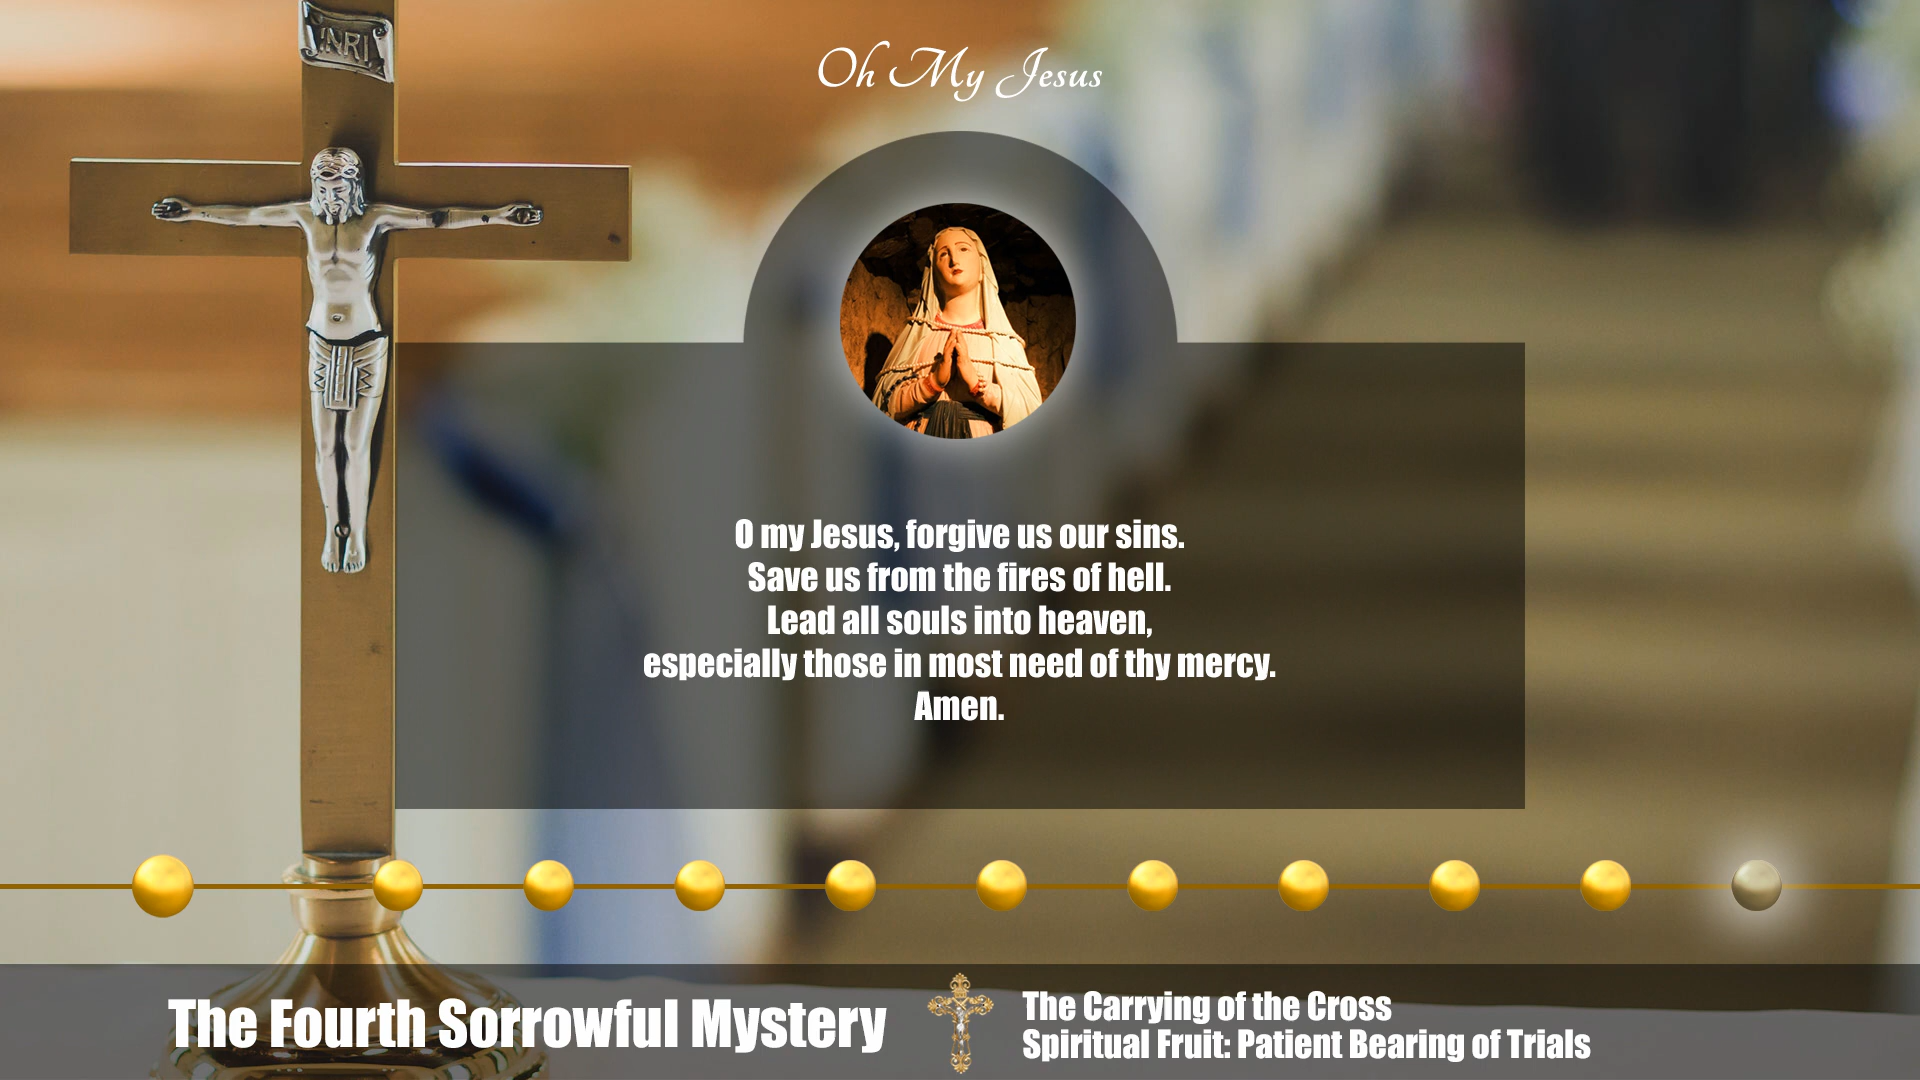 INRI
Oh My Jesus
O my Jesus, forgive us our sins.
Save us from the fires of hell.
Lead all souls into heaven,
especially those in most need of thy mercy.
Amen.
The Fourth Sorrowful Mystery
The Carrying of the Cross
Spiritual Fruit: Patient Bearing of Trials